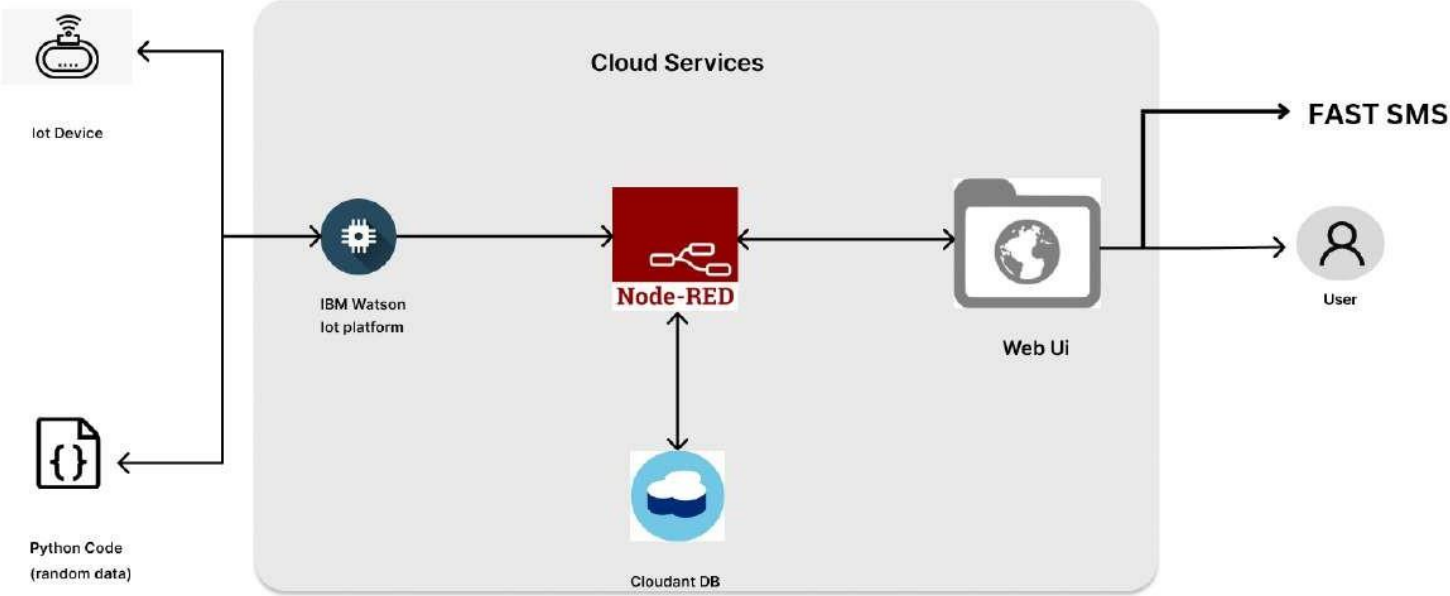 Cloud Services
Iot Device
FAST SMS
IBM Watson
Iot platform
Node-RED
Web Ui
User
Python Code
(random data)
Cloudant DB